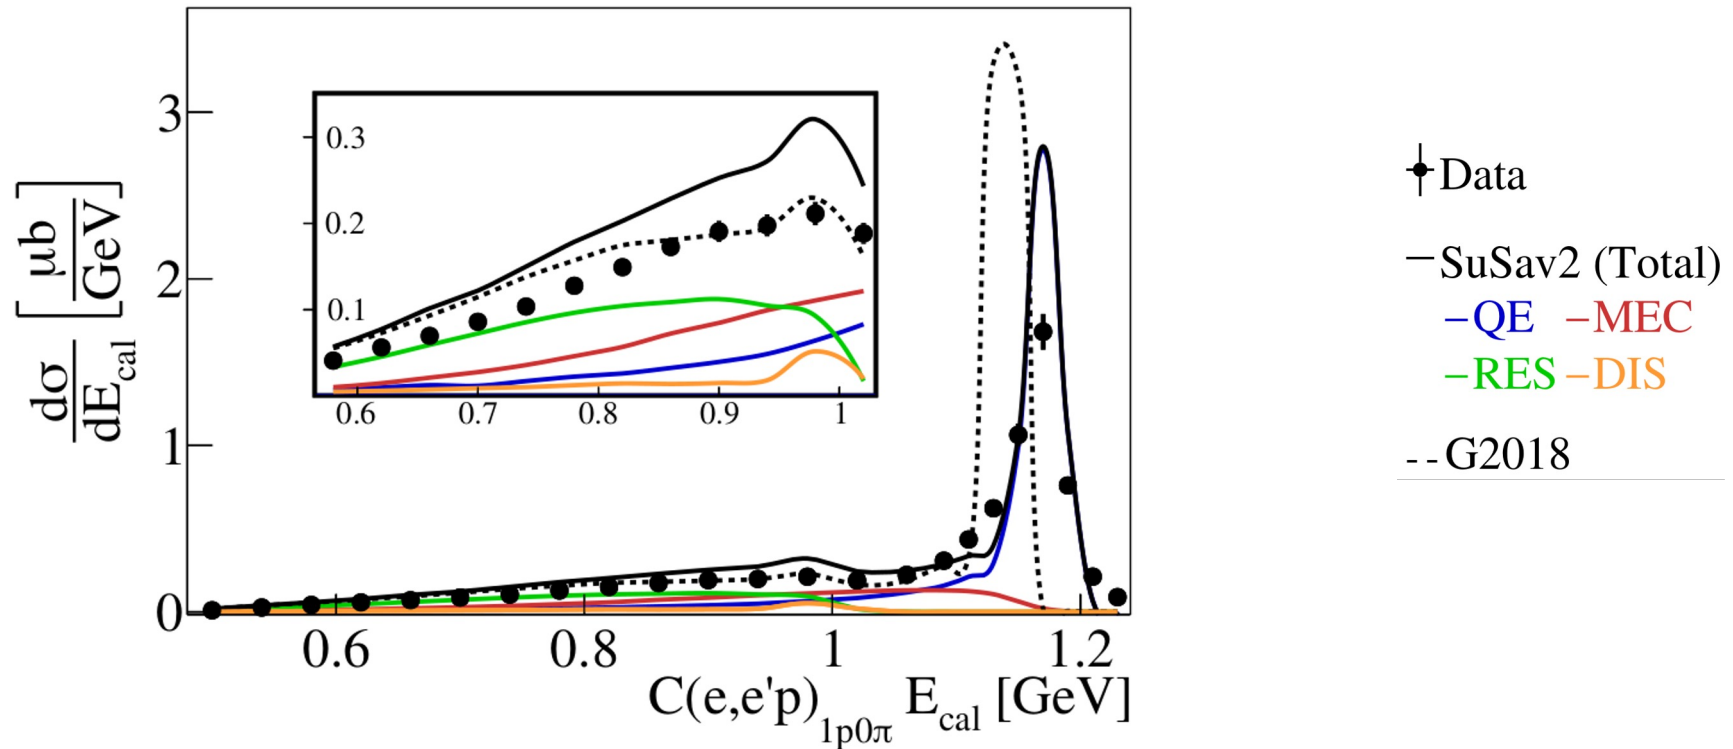 dσ/dE_cal [μb/GeV]
3
2
1
0
0.6 0.8 1 1.2
C(e,e'p)_1p0π E_cal [GeV]
0.3
0.2
0.1
0.6 0.7 0.8 0.9 1
Data
SuSav2 (Total)
QE MEC
RES DIS
G2018